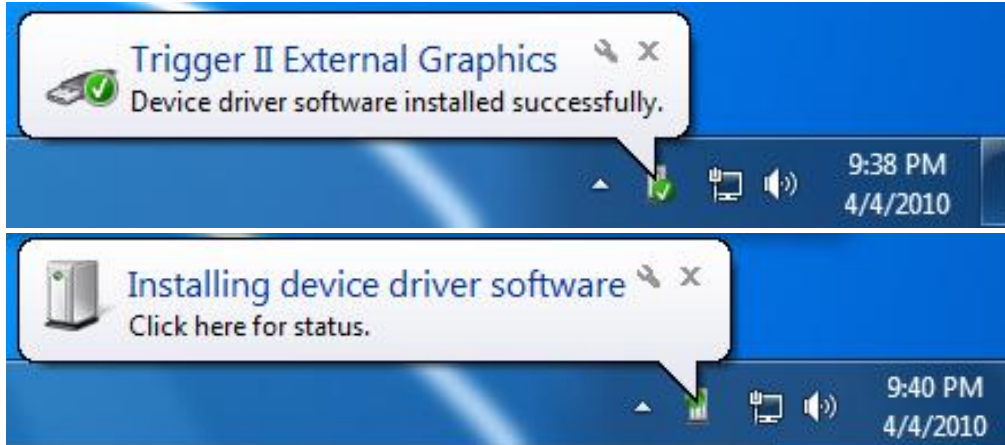 Trigger II External Graphics
Device driver software installed successfully.
9:38 PM
4/4/2010
Installing device driver software
Click here for status.
9:40 PM
4/4/2010